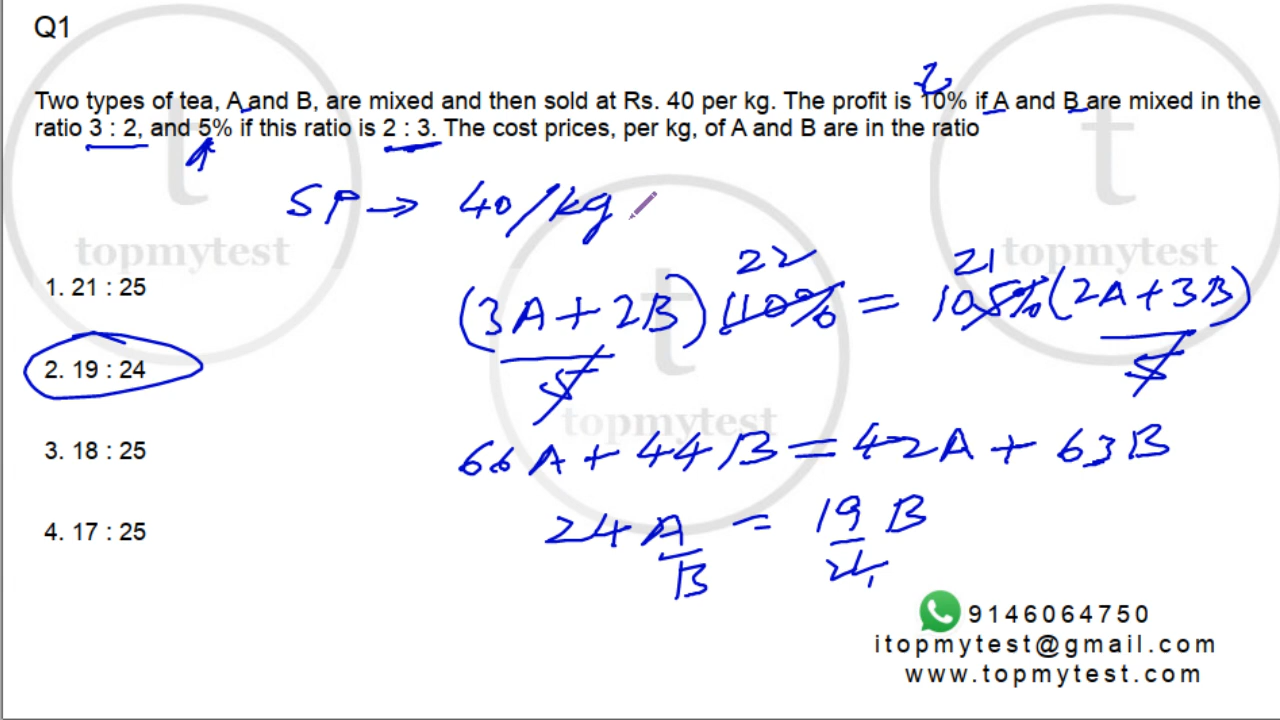 Q1
Two types of tea, A and B, are mixed and then sold at Rs. 40 per kg. The profit is 10% if A and B are mixed in the
ratio 3 : 2, and 5% if this ratio is 2 : 3. The cost prices, per kg, of A and B are in the ratio
SP → 40/kg
1. 21 : 25
2. 19 : 24
3. 18 : 25
4. 17 : 25
22 21
(3A + 2B) 110% = 105% (2A + 3B)
5 5
66A + 44B = 42A + 63B
24 A = 19 B
B 24
t
topmytest
t
topmytest
t
topmytest
9146064750
itopmytest@gmail.com
www.topmytest.com